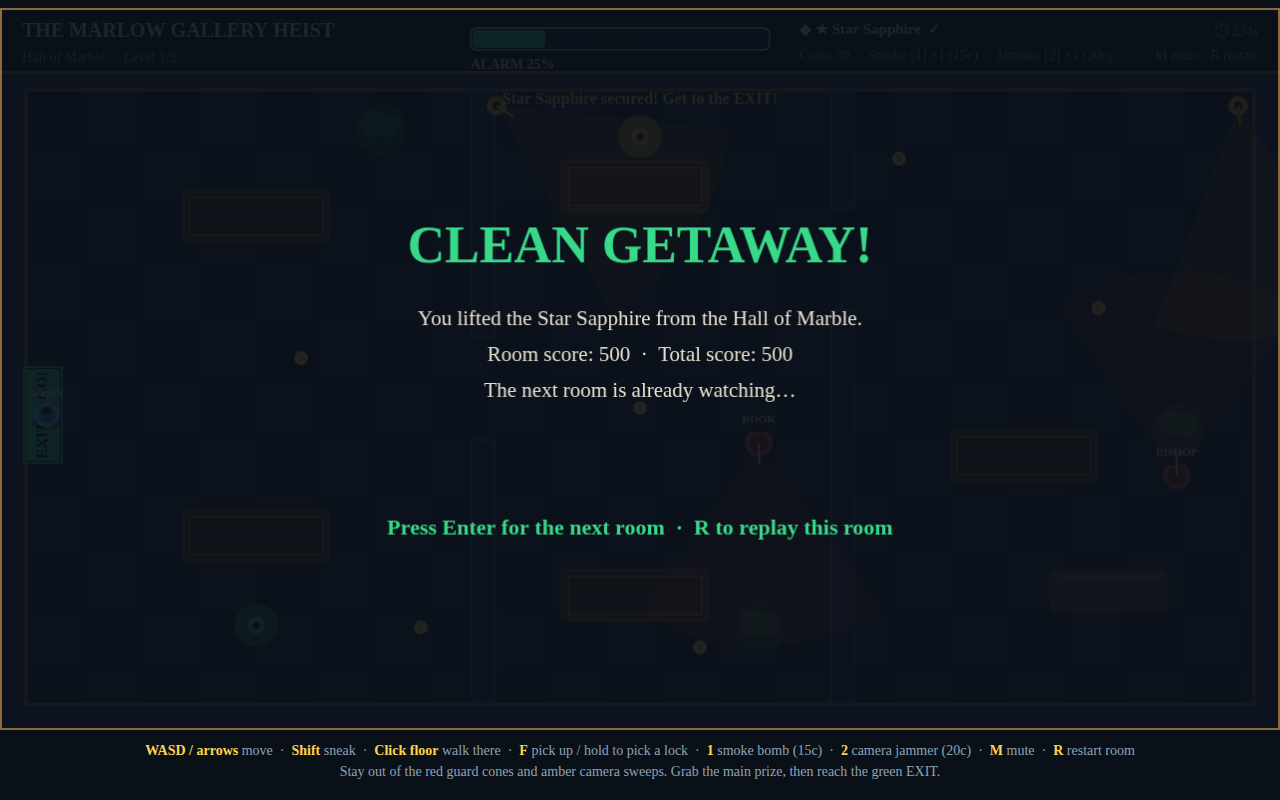 THE MARLOW GALLERY HEIST
Hall of Marble · Level 1/3
ALARM 25%
◆ ★ Star Sapphire ✓
Coins 30 · Smoke [1] ×1 (15c) · Jammer [2] ×1 (20c)
⏱ 234s
M mute · R restart
Star Sapphire secured! Get to the EXIT!
CLEAN GETAWAY!
You lifted the Star Sapphire from the Hall of Marble.
Room score: 500 · Total score: 500
The next room is already watching…
ROOK
BISHOP
Press Enter for the next room · R to replay this room
WASD / arrows move · Shift sneak · Click floor walk there · F pick up / hold to pick a lock · 1 smoke bomb (15c) · 2 camera jammer (20c) · M mute · R restart room
Stay out of the red guard cones and amber camera sweeps. Grab the main prize, then reach the green EXIT.